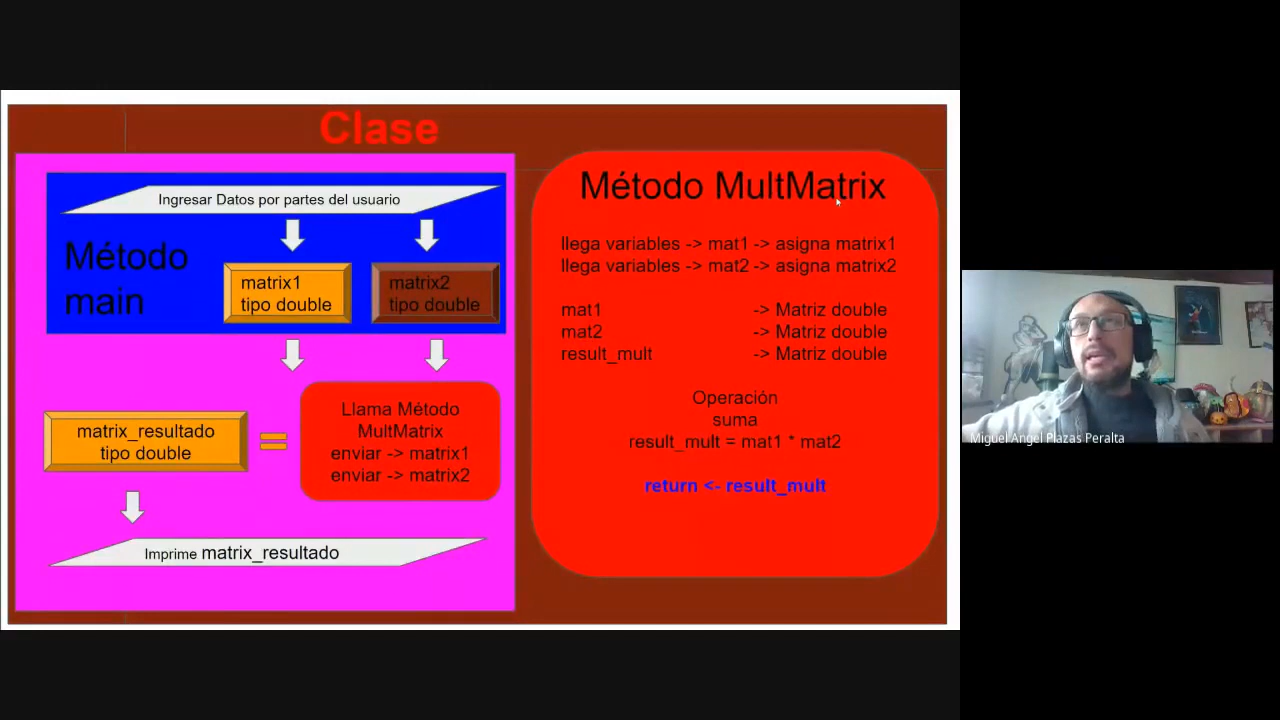 Clase
Ingresar Datos por partes del usuario
Método
main
matrix1
tipo double
matrix2
tipo double
matrix_resultado
tipo double
Llama Método
MultMatrix
enviar -> matrix1
enviar -> matrix2
Imprime matrix_resultado
Método MultMatrix
llega variables -> mat1 -> asigna matrix1
llega variables -> mat2 -> asigna matrix2
mat1 -> Matriz double
mat2 -> Matriz double
result_mult -> Matriz double
Operación
suma
result_mult = mat1 * mat2
return <- result_mult
Miguel Angel Plazas Peralta